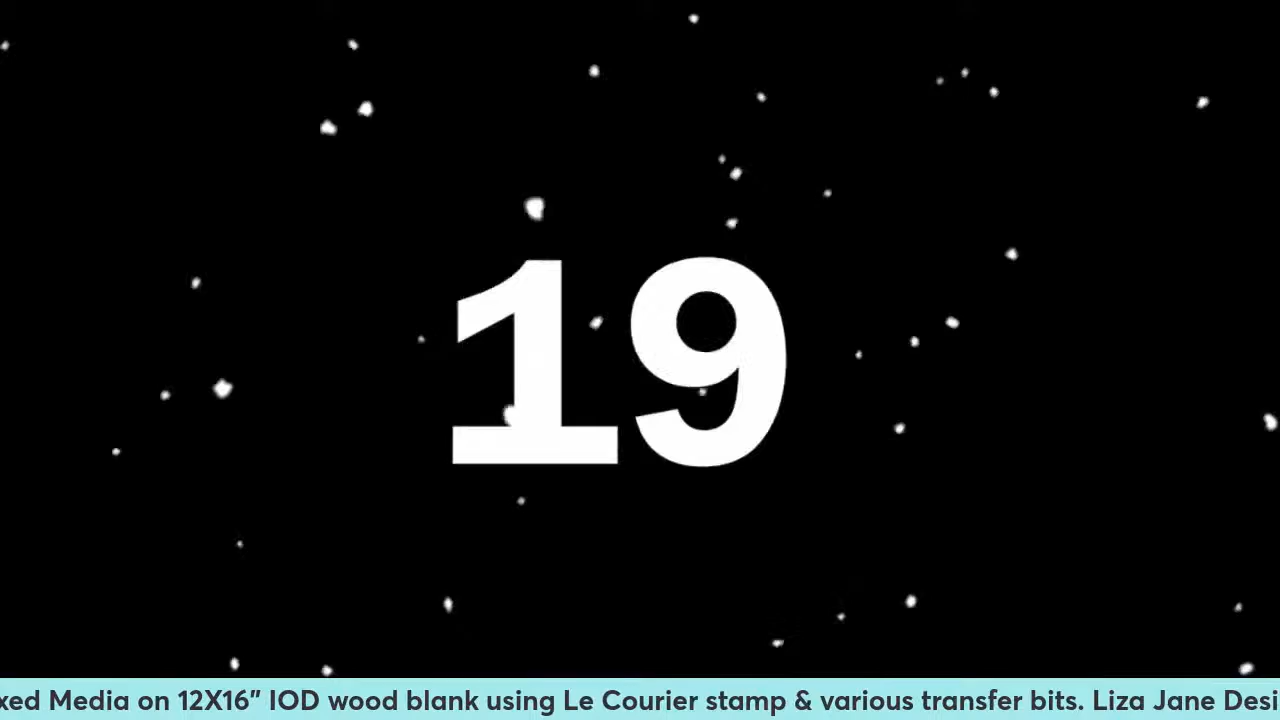 19
xed Media on 12X16" IOD wood blank using Le Courier stamp & various transfer bits. Liza Jane Desi